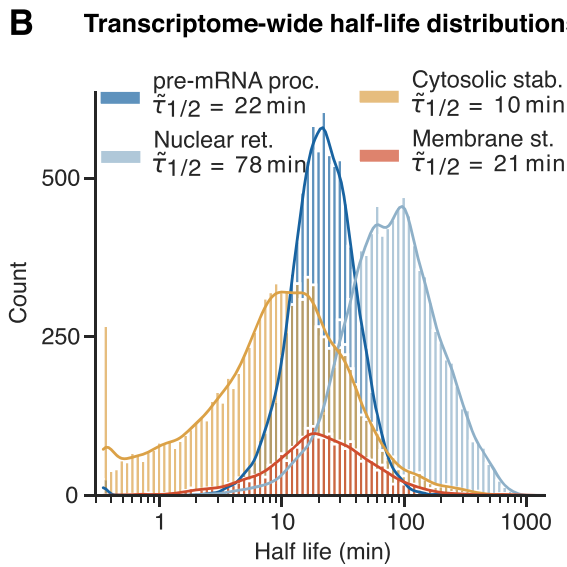 B Transcriptome-wide half-life distributions
pre-mRNA proc.
τ̃1/2 = 22 min
Nuclear ret.
τ̃1/2 = 78 min
Cytosolic stab.
τ̃1/2 = 10 min
Membrane st.
τ̃1/2 = 21 min
Count
500
250
0
1 10 100 1000
Half life (min)